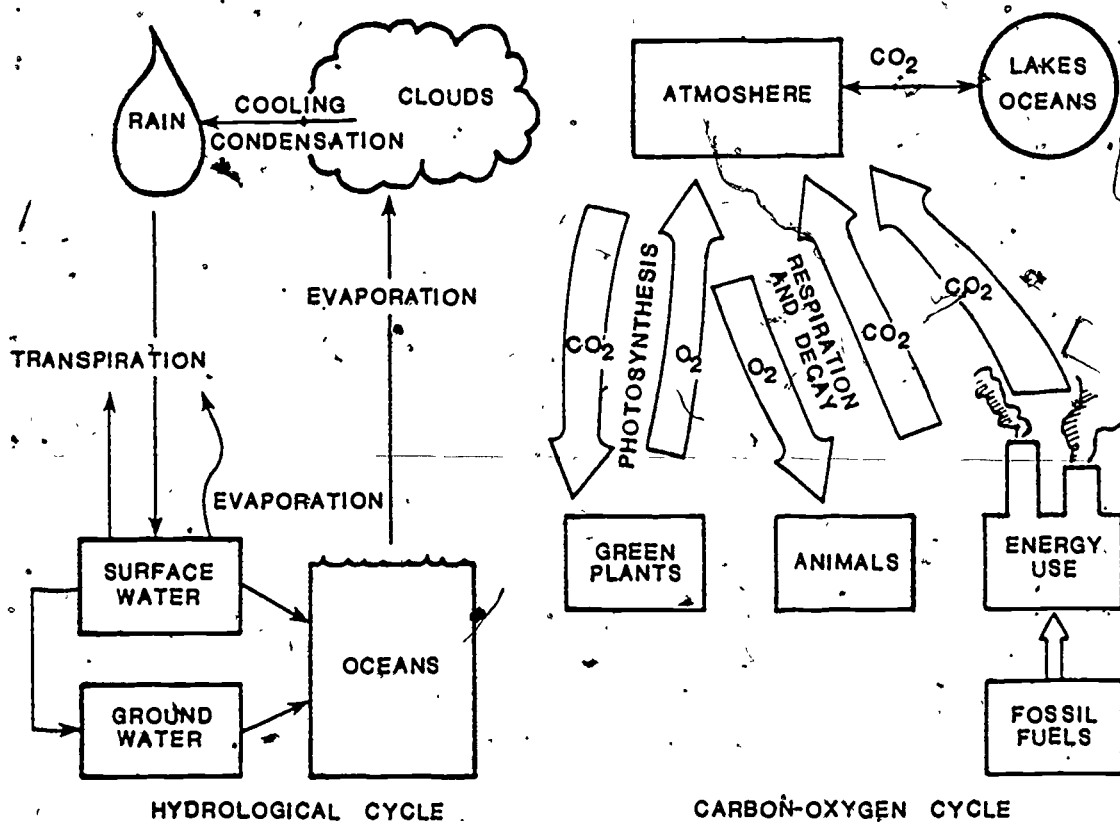 RAIN
COOLING
CONDENSATION
CLOUDS
EVAPORATION
TRANSPIRATION
EVAPORATION
SURFACE
WATER
OCEANS
GROUND
WATER
HYDROLOGICAL CYCLE
ATMOSHERE
CO2
LAKES
OCEANS
CO2
PHOTOSYNTHESIS
O2
O2
RESPIRATION
AND DECAY
CO2
CO2
GREEN
PLANTS
ANIMALS
ENERGY
USE
FOSSIL
FUELS
CARBON-OXYGEN CYCLE